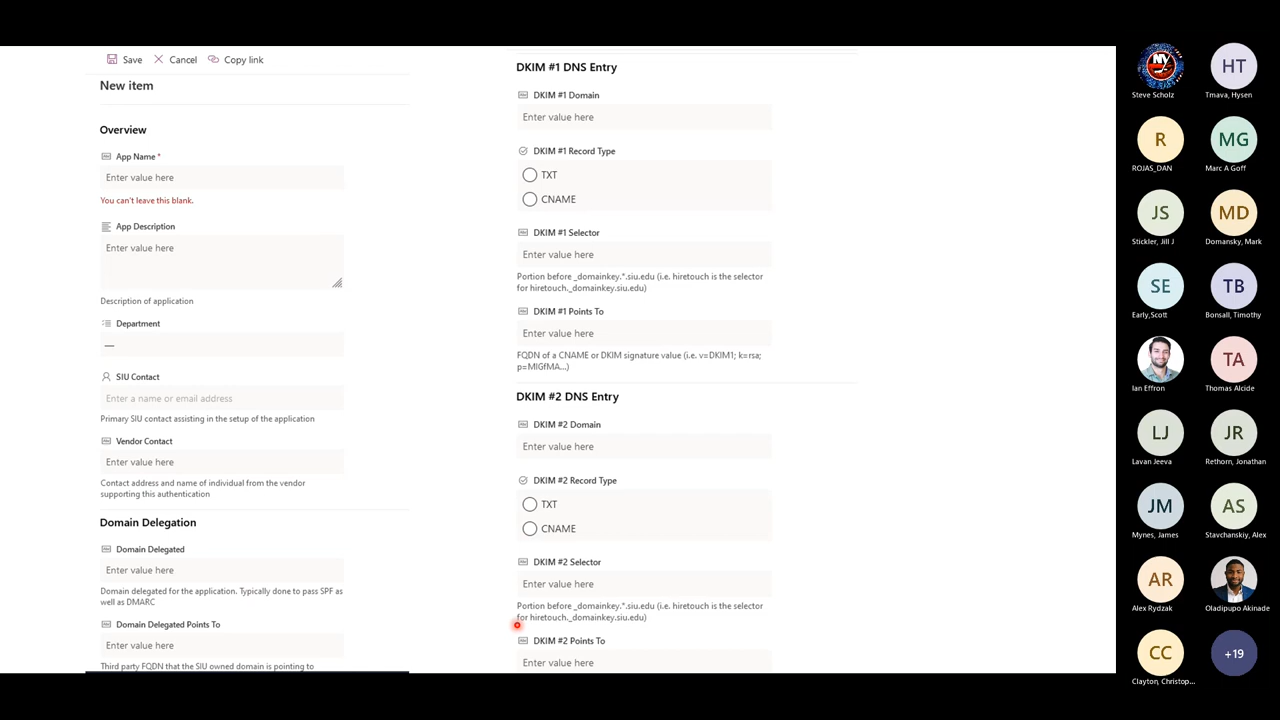 Save
Cancel
Copy link
New item
Overview
App Name *
Enter value here
You can't leave this blank.
App Description
Enter value here
Description of application
Department
—
SIU Contact
Enter a name or email address
Primary SIU contact assisting in the setup of the application
Vendor Contact
Enter value here
Contact address and name of individual from the vendor
supporting this authentication
Domain Delegation
Domain Delegated
Enter value here
Domain delegated for the application. Typically done to pass SPF as
well as DMARC
Domain Delegated Points To
Enter value here
Third party FQDN that the SIU owned domain is pointing to
DKIM #1 DNS Entry
DKIM #1 Domain
Enter value here
DKIM #1 Record Type
TXT
CNAME
DKIM #1 Selector
Enter value here
Portion before _domainkey.*.siu.edu (i.e. hiretouch is the selector
for hiretouch._domainkey.siu.edu)
DKIM #1 Points To
Enter value here
FQDN of a CNAME or DKIM signature value (i.e. v=DKIM1; k=rsa;
p=MIGfMA...)
DKIM #2 DNS Entry
DKIM #2 Domain
Enter value here
DKIM #2 Record Type
TXT
CNAME
DKIM #2 Selector
Enter value here
Portion before _domainkey.*.siu.edu (i.e. hiretouch is the selector
for hiretouch._domainkey.siu.edu)
DKIM #2 Points To
Enter value here
NY
Steve Scholz
HT
Tmava, Hysen
R
ROJAS_DAN
MG
Marc A Goff
JS
Stickler, Jill J
MD
Domansky, Mark
SE
Early,Scott
TB
Bonsall, Timothy
Ian Effron
TA
Thomas Alcide
LJ
Lavan Jeeva
JR
Rethorn, Jonathan
JM
Mynes, James
AS
Stavchanskiy, Alex
AR
Alex Rydzak
Oladipupo Akinade
CC
Clayton, Christop...
+19